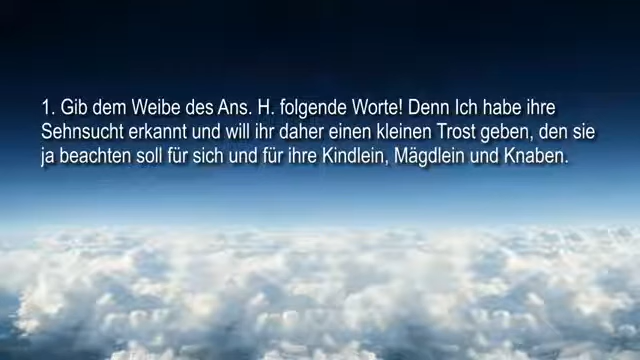 1. Gib dem Weibe des Ans. H. folgende Worte! Denn Ich habe ihre
Sehnsucht erkannt und will ihr daher einen kleinen Trost geben, den sie
ja beachten soll für sich und für ihre Kindlein, Mägdlein und Knaben.